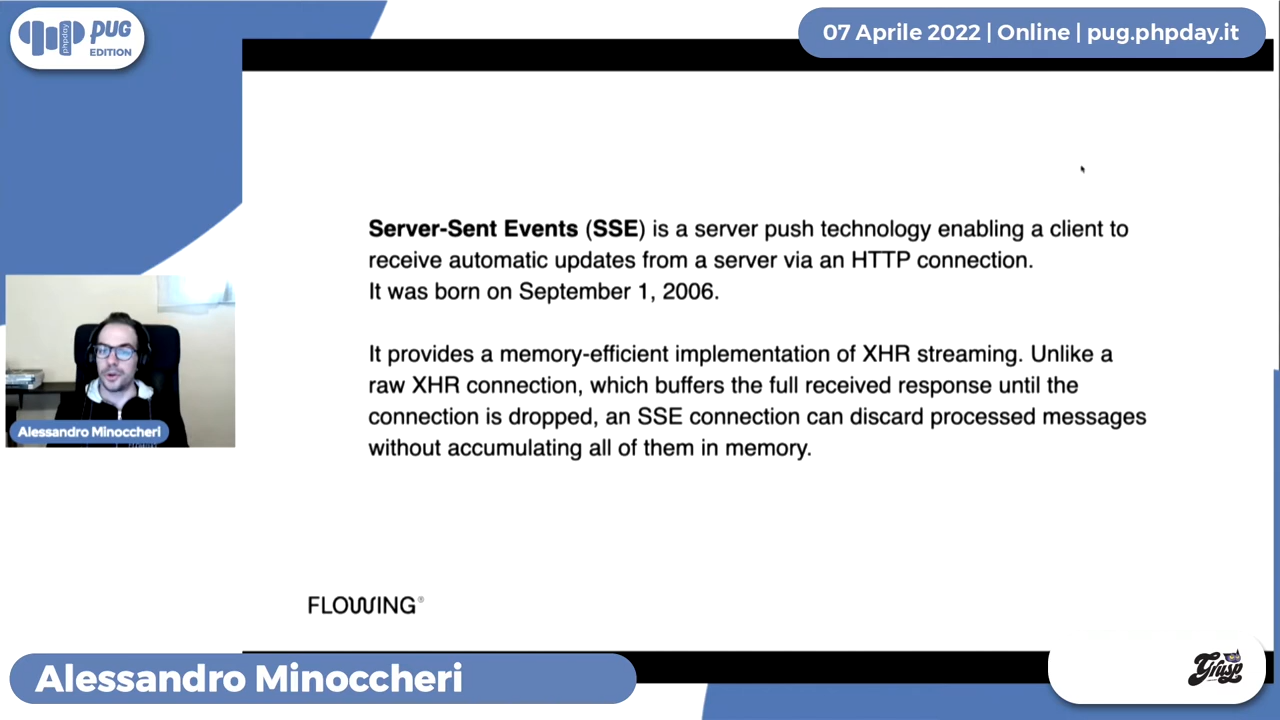 phpday
PUG
EDITION
07 Aprile 2022 | Online | pug.phpday.it
Server-Sent Events (SSE) is a server push technology enabling a client to
receive automatic updates from a server via an HTTP connection.
It was born on September 1, 2006.
It provides a memory-efficient implementation of XHR streaming. Unlike a
raw XHR connection, which buffers the full received response until the
connection is dropped, an SSE connection can discard processed messages
without accumulating all of them in memory.
Alessandro Minoccheri
FLOWING®
Alessandro Minoccheri
Grusp